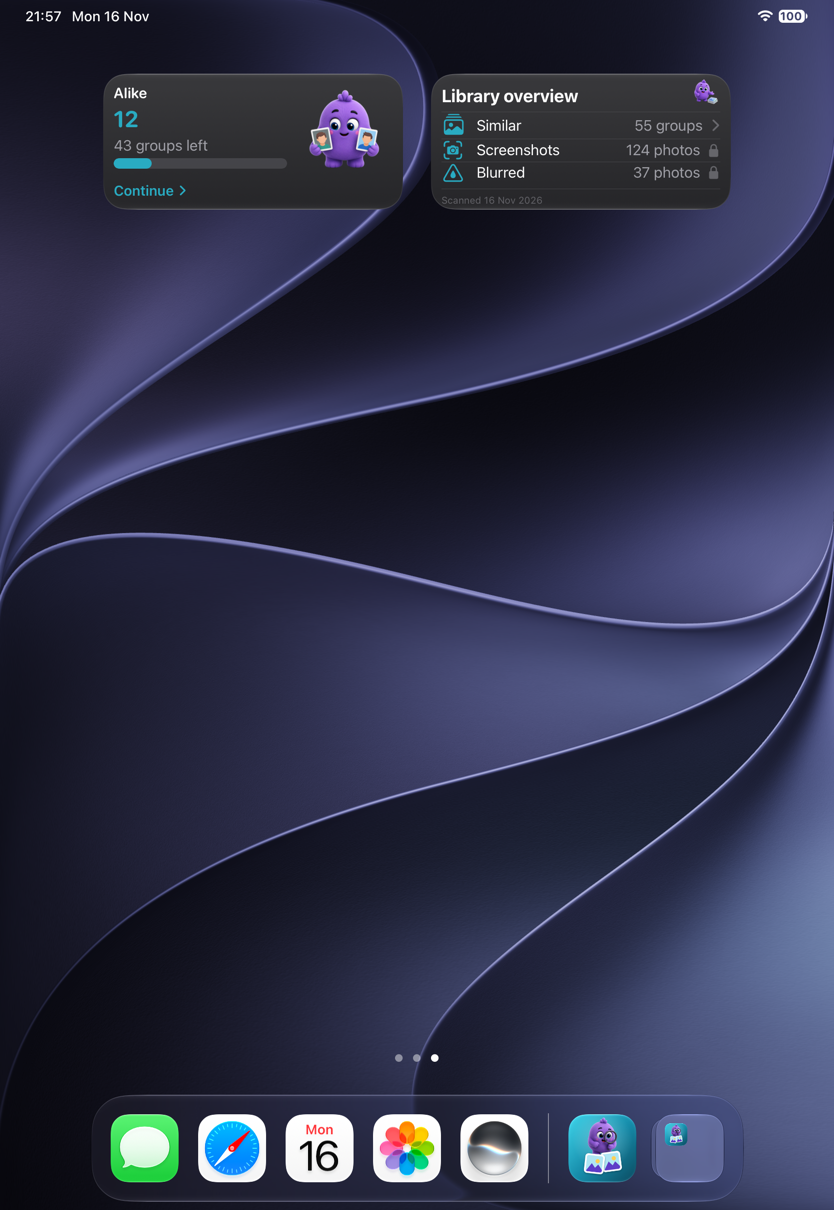 21:57 Mon 16 Nov
100
Alike
12
43 groups left
Continue
Library overview
Similar 55 groups
Screenshots 124 photos
Blurred 37 photos
Scanned 16 Nov 2026
Mon
16